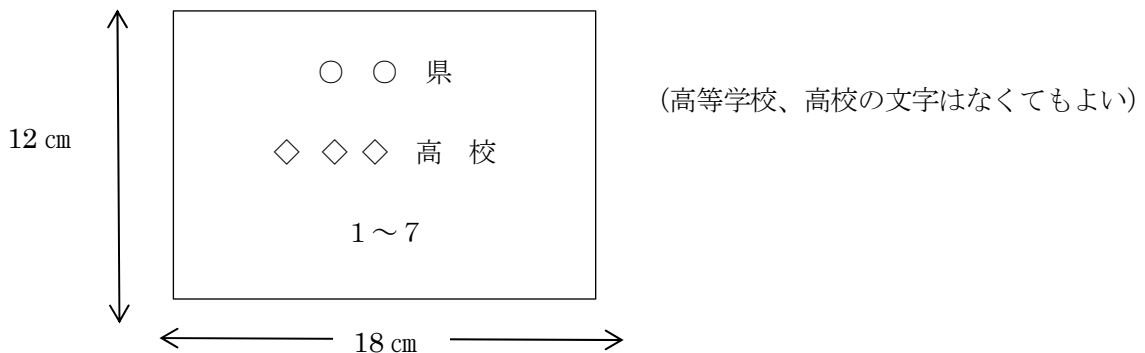 ○ ○ 県
(高等学校、高校の文字はなくてもよい)
12 ㎝
◇ ◇ ◇ 高 校
1～7
18 ㎝